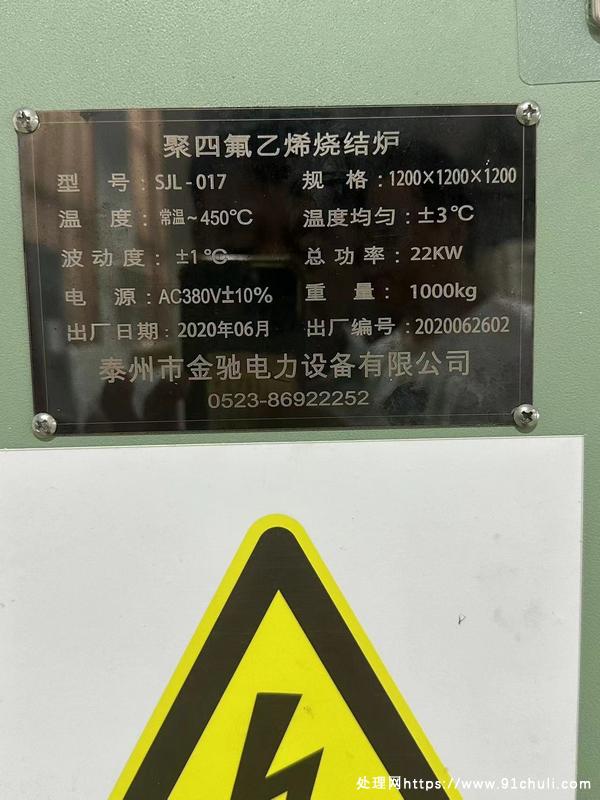 聚四氟乙烯烧结炉
型 号：SJL-017 规 格：1200×1200×1200
温 度：常温~450℃ 温度均匀：±3℃
波动度：±1℃ 总功率：22KW
电 源：AC380V±10% 重 量：1000kg
出厂日期：2020年06月 出厂编号：2020062602
泰州市金驰电力设备有限公司
0523-86922252
处理网https://www.91chuli.com